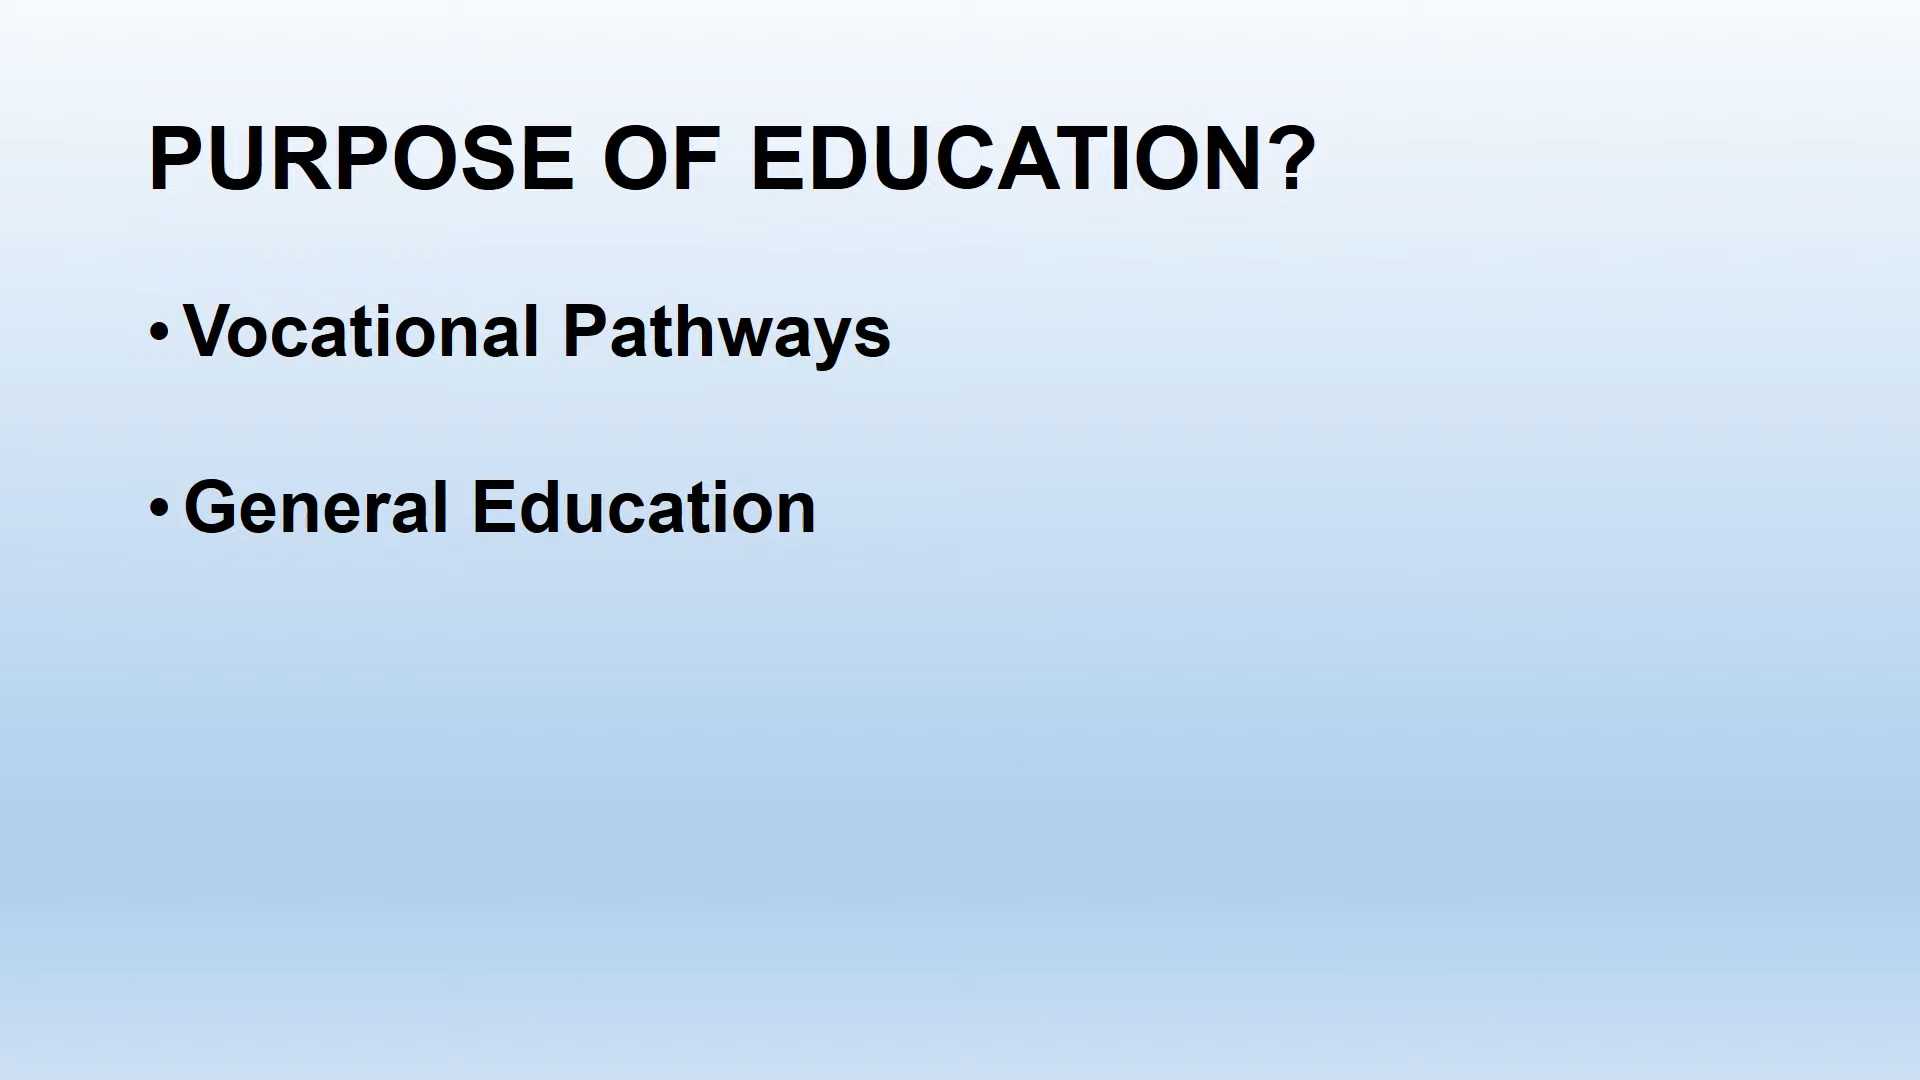 PURPOSE OF EDUCATION?
• Vocational Pathways
• General Education